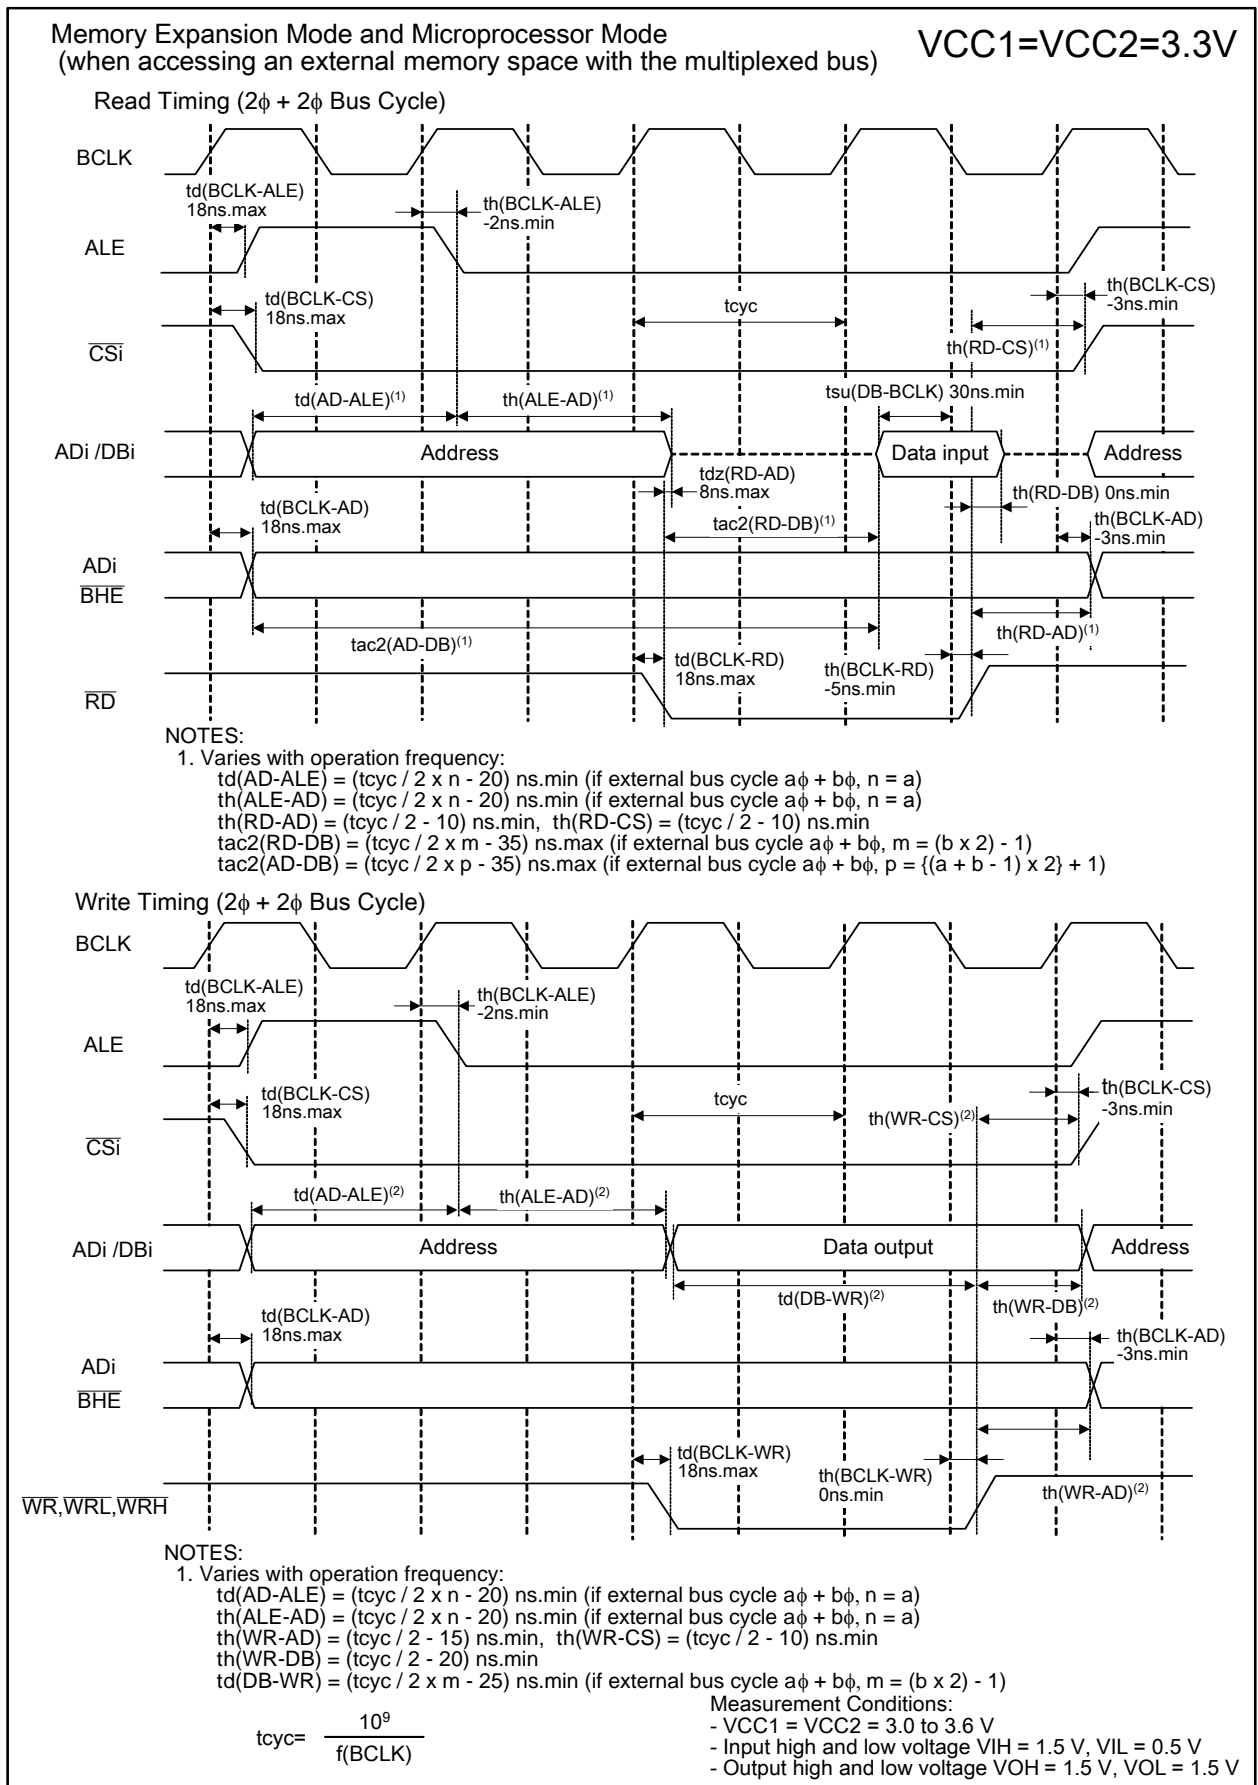 Memory Expansion Mode and Microprocessor Mode
(when accessing an external memory space with the multiplexed bus)
VCC1=VCC2=3.3V
Read Timing (2ϕ + 2ϕ Bus Cycle)
BCLK
td(BCLK-ALE)
18ns.max
th(BCLK-ALE)
-2ns.min
ALE
td(BCLK-CS)
18ns.max
tcyc
th(BCLK-CS)
-3ns.min
CSi
th(RD-CS)(1)
td(AD-ALE)(1)
th(ALE-AD)(1)
tsu(DB-BCLK) 30ns.min
ADi /DBi
Address
Data input
Address
tdz(RD-AD)
8ns.max
th(RD-DB) 0ns.min
td(BCLK-AD)
18ns.max
tac2(RD-DB)(1)
th(BCLK-AD)
-3ns.min
ADi
BHE
tac2(AD-DB)(1)
th(RD-AD)(1)
td(BCLK-RD)
18ns.max
th(BCLK-RD)
-5ns.min
RD
NOTES:
1. Varies with operation frequency:
td(AD-ALE) = (tcyc / 2 x n - 20) ns.min (if external bus cycle aϕ + bϕ, n = a)
th(ALE-AD) = (tcyc / 2 x n - 20) ns.min (if external bus cycle aϕ + bϕ, n = a)
th(RD-AD) = (tcyc / 2 - 10) ns.min, th(RD-CS) = (tcyc / 2 - 10) ns.min
tac2(RD-DB) = (tcyc / 2 x m - 35) ns.max (if external bus cycle aϕ + bϕ, m = (b x 2) - 1)
tac2(AD-DB) = (tcyc / 2 x p - 35) ns.max (if external bus cycle aϕ + bϕ, p = {(a + b - 1) x 2} + 1)
Write Timing (2ϕ + 2ϕ Bus Cycle)
BCLK
td(BCLK-ALE)
18ns.max
th(BCLK-ALE)
-2ns.min
ALE
td(BCLK-CS)
18ns.max
tcyc
th(BCLK-CS)
-3ns.min
th(WR-CS)(2)
CSi
td(AD-ALE)(2)
th(ALE-AD)(2)
ADi /DBi
Address
Data output
Address
td(DB-WR)(2)
th(WR-DB)(2)
td(BCLK-AD)
18ns.max
th(BCLK-AD)
-3ns.min
ADi
BHE
td(BCLK-WR)
18ns.max
th(BCLK-WR)
0ns.min
th(WR-AD)(2)
WR,WRL,WRH
NOTES:
1. Varies with operation frequency:
td(AD-ALE) = (tcyc / 2 x n - 20) ns.min (if external bus cycle aϕ + bϕ, n = a)
th(ALE-AD) = (tcyc / 2 x n - 20) ns.min (if external bus cycle aϕ + bϕ, n = a)
th(WR-AD) = (tcyc / 2 - 15) ns.min, th(WR-CS) = (tcyc / 2 - 10) ns.min
th(WR-DB) = (tcyc / 2 - 20) ns.min
td(DB-WR) = (tcyc / 2 x m - 25) ns.min (if external bus cycle aϕ + bϕ, m = (b x 2) - 1)
tcyc= 10⁹ / f(BCLK)
Measurement Conditions:
- VCC1 = VCC2 = 3.0 to 3.6 V
- Input high and low voltage VIH = 1.5 V, VIL = 0.5 V
- Output high and low voltage VOH = 1.5 V, VOL = 1.5 V